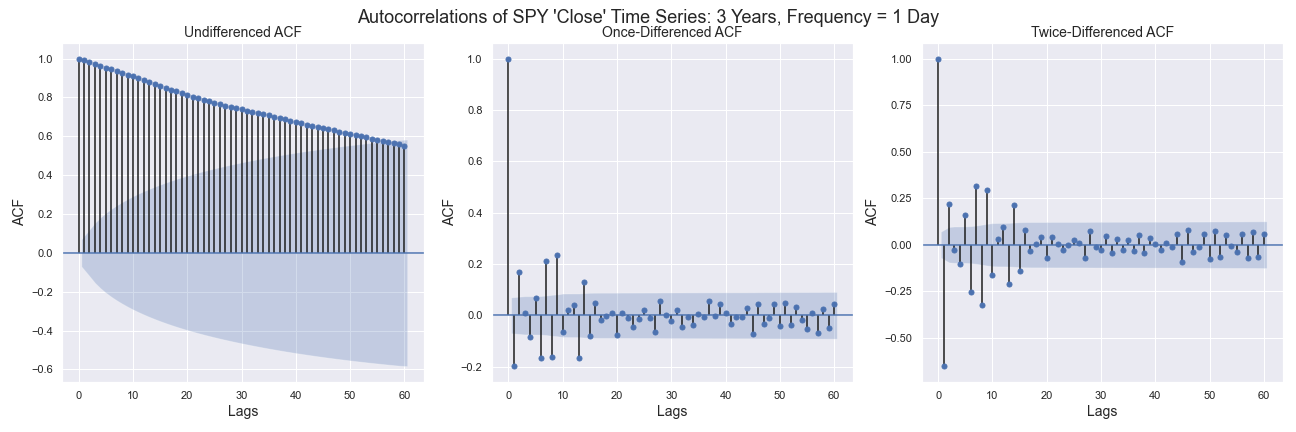 Autocorrelations of SPY 'Close' Time Series: 3 Years, Frequency = 1 Day
Undifferenced ACF
1.0
0.8
0.6
0.4
0.2
0.0
−0.2
−0.4
−0.6
ACF
0 10 20 30 40 50 60
Lags
Once-Differenced ACF
1.0
0.8
0.6
0.4
0.2
0.0
−0.2
ACF
0 10 20 30 40 50 60
Lags
Twice-Differenced ACF
1.00
0.75
0.50
0.25
0.00
−0.25
−0.50
ACF
0 10 20 30 40 50 60
Lags